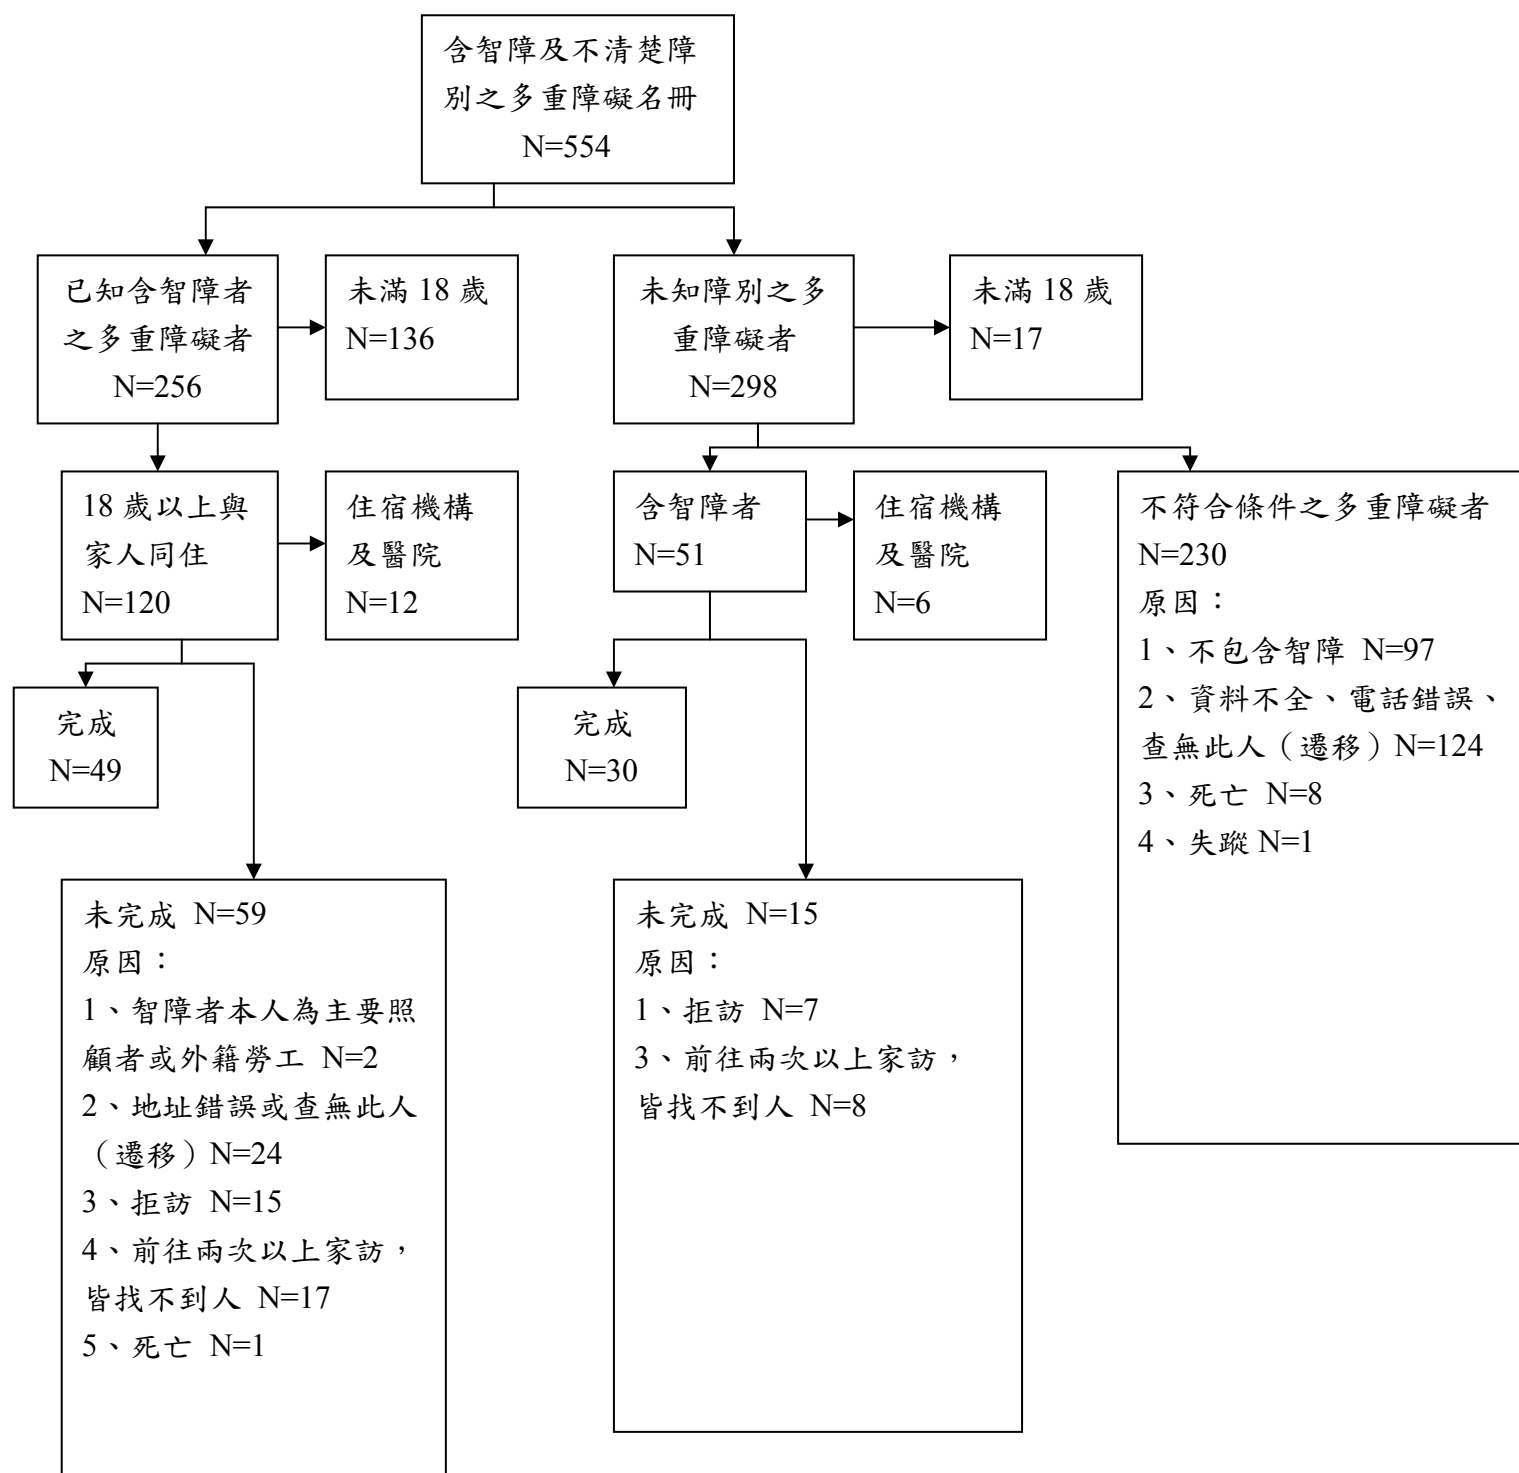 含智障及不清楚障
別之多重障礙名冊
N=554
已知含智障者
之多重障礙者
N=256
未滿 18 歲
N=136
未知障別之多
重障礙者
N=298
未滿 18 歲
N=17
18 歲以上與
家人同住
N=120
住宿機構
及醫院
N=12
含智障者
N=51
住宿機構
及醫院
N=6
不符合條件之多重障礙者
N=230
原因：
1、不包含智障 N=97
2、資料不全、電話錯誤、
查無此人（遷移）N=124
3、死亡 N=8
4、失蹤 N=1
完成
N=49
完成
N=30
未完成 N=59
原因：
1、智障者本人為主要照
顧者或外籍勞工 N=2
2、地址錯誤或查無此人
（遷移）N=24
3、拒訪 N=15
4、前往兩次以上家訪，
皆找不到人 N=17
5、死亡 N=1
未完成 N=15
原因：
1、拒訪 N=7
3、前往兩次以上家訪，
皆找不到人 N=8